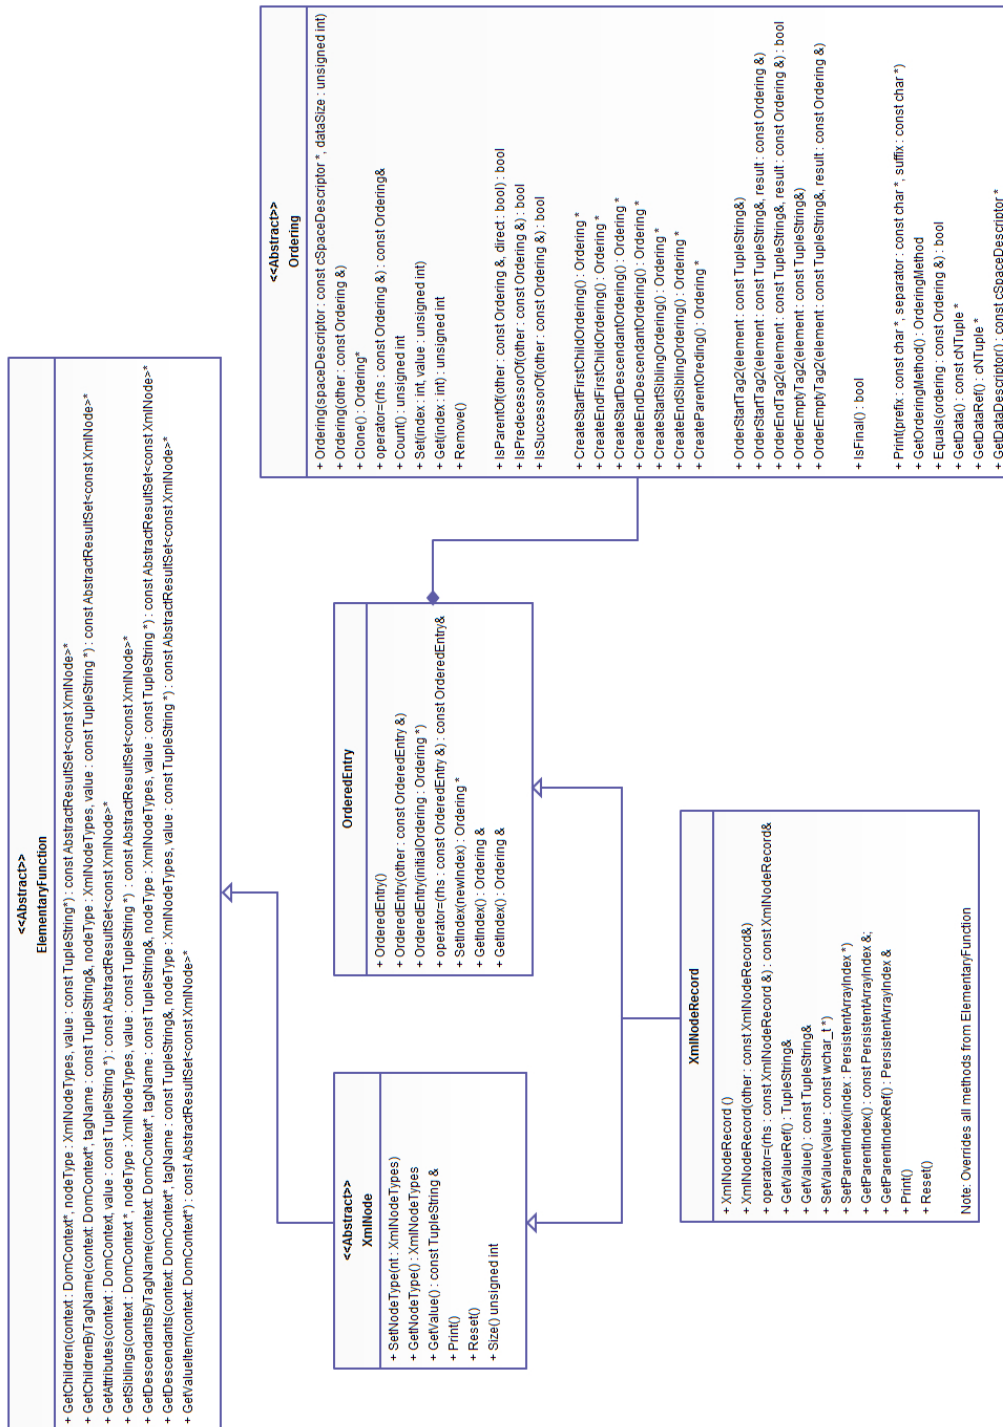 <<Abstract>>
ElementaryFunction
+ GetChildren(context : DomContext*, nodeType : XmlNodeTypes, value : const TupleString*) : const AbstractResultSet<const XmlNode>*
+ GetChildrenByTagName(context: DomContext*, tagName : const TupleString&, nodeType : XmlNodeTypes, value : const TupleString *) : const AbstractResultSet<const XmlNode>*
+ GetAttributes(context : DomContext, value : const TupleString *) : const AbstractResultSet<const XmlNode>*
+ GetSiblings(context : DomContext *, nodeType : XmlNodeTypes, value : const TupleString *) : const AbstractResultSet<const XmlNode>*
+ GetDescendantsByTagName(context: DomContext*, tagName : const TupleString&, nodeType : XmlNodeTypes, value : const TupleString *) : const AbstractResultSet<const XmlNode>*
+ GetDescendants(context: DomContext*, tagName : const TupleString&, nodeType : XmlNodeTypes, value : const TupleString *) : const AbstractResultSet<const XmlNode>*
+ GetValueItem(context: DomContext*) : const AbstractResultSet<const XmlNode>*
<<Abstract>>
XmlNode
+ SetNodeType(nt : XmlNodeTypes)
+ GetNodeType() : XmlNodeTypes
+ GetValue() : const TupleString &
+ Print()
+ Reset()
+ Size() unsigned int
OrderedEntry
+ OrderedEntry()
+ OrderedEntry(other : const OrderedEntry &)
+ OrderedEntry(initialOrdering : Ordering *)
+ operator=(rhs : const OrderedEntry &) : const OrderedEntry&
+ SetIndex(newIndex) : Ordering *
+ GetIndex() : Ordering &
+ GetIndex() : Ordering &
<<Abstract>>
Ordering
+ Ordering(spaceDescriptor : const cSpaceDescriptor *, dataSize : unsigned int)
+ Ordering(other : const Ordering &)
+ Clone() : Ordering*
+ operator=(rhs : const Ordering &) : const Ordering&
+ Count() : unsigned int
+ Set(index : int, value : unsigned int)
+ Get(index : int) : unsigned int
+ Remove()
+ IsParentOf(other : const Ordering &, direct : bool) : bool
+ IsPredecessorOf(other : const Ordering &) : bool
+ IsSuccessorOf(other : const Ordering &) : bool
+ CreateStartFirstChildOrdering() : Ordering *
+ CreateEndFirstChildOrdering() : Ordering *
+ CreateStartDescendantOrdering() : Ordering *
+ CreateEndDescendantOrdering() : Ordering *
+ CreateStartSiblingOrdering() : Ordering *
+ CreateEndSiblingOrdering() : Ordering *
+ CreateParentOreding() : Ordering *
+ OrderStartTag2(element : const TupleString&)
+ OrderStartTag2(element : const TupleString&, result : const Ordering &)
+ OrderEndTag2(element : const TupleString&, result : const Ordering &) : bool
+ OrderEmptyTag2(element : const TupleString&)
+ OrderEmptyTag2(element : const TupleString&, result : const Ordering &)
+ IsFinal() : bool
+ Print(prefix : const char *, separator : const char *, suffix : const char *)
+ GetOrderingMethod() : OrderingMethod
+ Equals(ordering : const Ordering &) : bool
+ GetData() : const cNTuple *
+ GetDataRef() : cNTuple *
+ GetDataDescriptor() : const cSpaceDescriptor *
XmlNodeRecord
+ XmlNodeRecord ()
+ XmlNodeRecord(other : const XmlNodeRecord&)
+ operator=(rhs : const XmlNodeRecord &) : const XmlNodeRecord&
+ GetValueRef() : TupleString&
+ GetValue() : const TupleString&
+ SetValue(value : const wchar_t *)
+ SetParentIndex(index : PersistentArrayIndex *)
+ GetParentIndex() : const PersistentArrayIndex &;
+ GetParentIndexRef() : PersistentArrayIndex &
+ Print()
+ Reset()
Note: Overrides all methods from ElementaryFunction